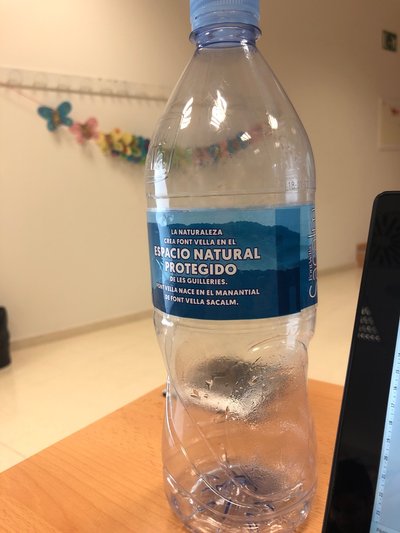 LA NATURALEZA
CREA FONT VELLA EN EL
ESPACIO NATURAL
PROTEGIDO
DE LES GUILLERIES.
FONT VELLA NACE EN EL MANANTIAL
DE FONT VELLA SACALM.